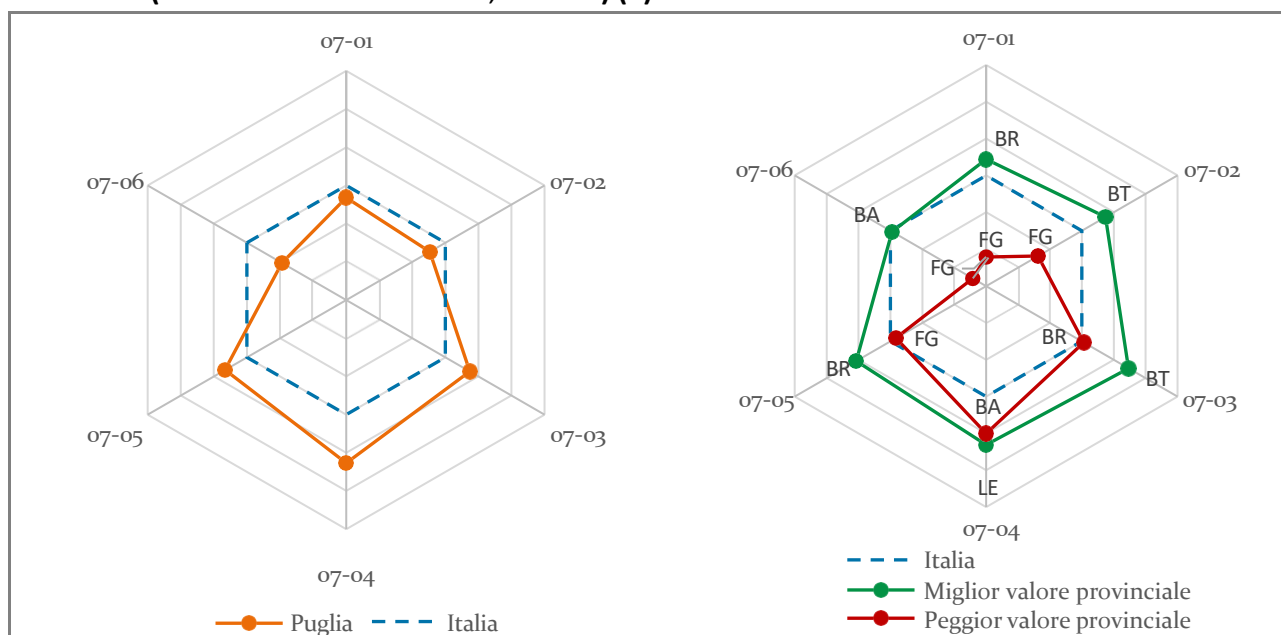 07-01
07-06
07-02
07-05
07-03
07-04
Puglia
Italia
07-01
BR
07-06
07-02
BT
BA
FG
FG
FG
FG
BR
BR
BT
07-05
BA
07-03
LE
07-04
Italia
Miglior valore provinciale
Peggior valore provinciale